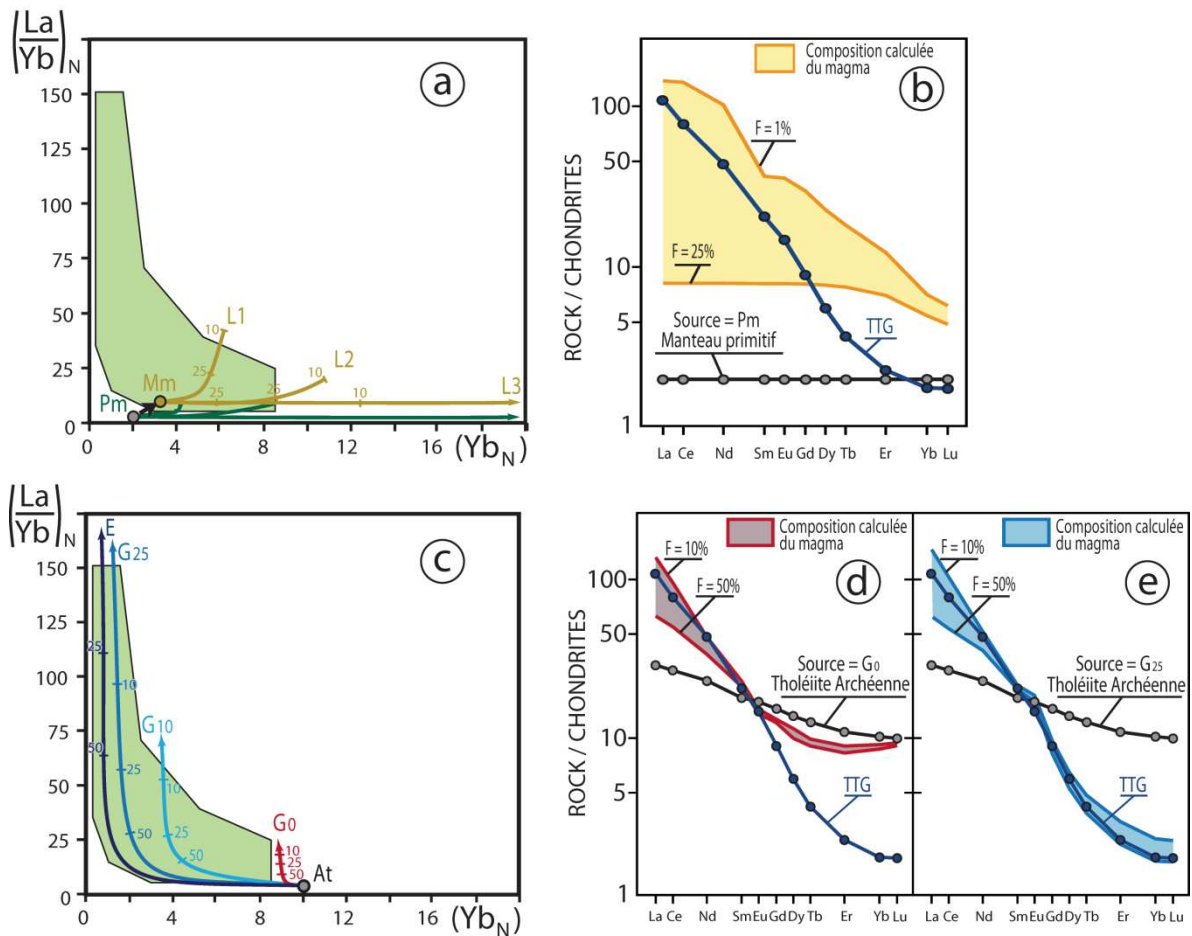 (La/Yb)N
150
125
100
75
50
25
0
0
4
8
12
16
(YbN)
a
L1
10
25
L2
10
25
L3
25
10
Mm
Pm
ROCK / CHONDRITES
100
50
10
5
1
Composition calculée
du magma
b
F = 1%
F = 25%
Source = Pm
Manteau primitif
TTG
La Ce Nd Sm Eu Gd Dy Tb Er Yb Lu
(La/Yb)N
150
125
100
75
50
25
0
0
4
8
12
16
(YbN)
c
E
G25
25
10
50
25
50
G10
10
25
50
G0
10
25
50
At
ROCK / CHONDRITES
100
50
10
5
1
Composition calculée
du magma
F = 10%
F = 50%
d
Source = G0
Tholéiite Archéenne
TTG
La Ce Nd Sm Eu Gd Dy Tb Er Yb Lu
Composition calculée
du magma
F = 10%
F = 50%
e
Source = G25
Tholéiite Archéenne
TTG
La Ce Nd Sm Eu Gd Dy Tb Er Yb Lu